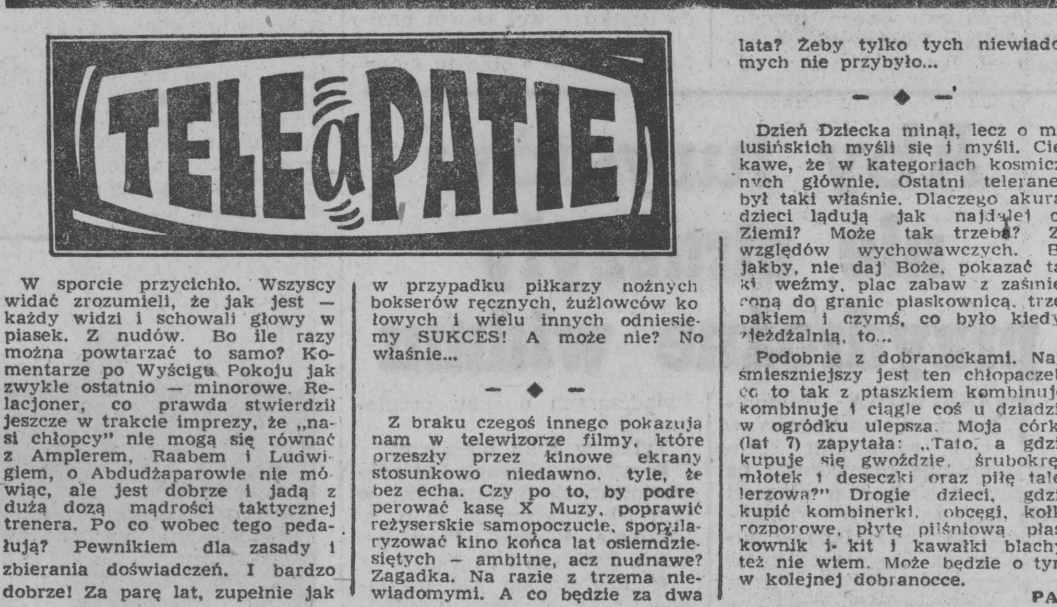 TELEaPATIE
W sporcie przycichło. Wszyscy
widać zrozumieli, że jak jest —
każdy widzi i schowali głowy w
piasek. Z nudów. Bo ile razy
można powtarzać to samo? Ko-
mentarze po Wyścigu Pokoju jak
zwykle ostatnio — minorowe. Re-
lacjoner, co prawda stwierdził
jeszcze w trakcie imprezy, że „na-
si chłopcy" nie mogą się równać
z Amplerem, Raabem i Ludwi-
giem, o Abdudżaparowie nie mó-
wiąc, ale jest dobrze i jadą z
dużą dozą mądrości taktycznej
trenera. Po co wobec tego peda-
łują? Pewnikiem dla zasady i
zbierania doświadczeń. I bardzo
dobrze! Za parę lat, zupełnie jak
w przypadku piłkarzy nożnych
bokserów ręcznych, żużlowców ko
łowych i wielu innych odniesie-
my SUKCES! A może nie? No
właśnie...
Z braku czegoś innego pokazują
nam w telewizorze filmy, które
przeszły przez kinowe ekrany
stosunkowo niedawno. tyle, że
bez echa. Czy po to, by podre
perować kasę X Muzy, poprawić
reżyserskie samopoczucie, spopula-
ryzować kino końca lat osiemdzie-
siętych — ambitne, acz nudnawe?
Zagadka. Na razie z trzema nie-
wiadomymi. A co będzie za dwa
lata? Żeby tylko tych niewiado
mych nie przybyło...
Dzień Dziecka minął, lecz o mi
lusińskich myśli się i myśli. Cie
kawe, że w kategoriach kosmicz
nych głównie. Ostatni teleranek
był taki właśnie. Dlaczego akura
dzieci lądują jak najdalej o
Ziemi? Może tak trzeba? Z
względów wychowawczych. B
jakby, nie daj Boże, pokazać ta
ki weźmy, plac zabaw z zaśmie
coną do granic piaskownicą, trze
pakiem i czymś, co było kiedy
zjeżdżalnią, to...
Podobnie z dobranockami. Na
śmieszniejszy jest ten chłopaczek
co to tak z ptaszkiem kombinuje
kombinuje i ciągle coś u dziadz
w ogródku ulepsza. Moja córk
(lat 7) zapytała: „Tato, a gdzi
kupuje się gwoździe, śrubokrę
młotek i deseczki oraz piłę tale
lerzową?" Drogie dzieci, gdzi
kupić kombinerki, obcęgi, kołk
rozporowe, płytę pilśniową, pła
kownik i kit i kawałki blachy
też nie wiem. Może będzie o tym
w kolejnej dobranocce.
PA